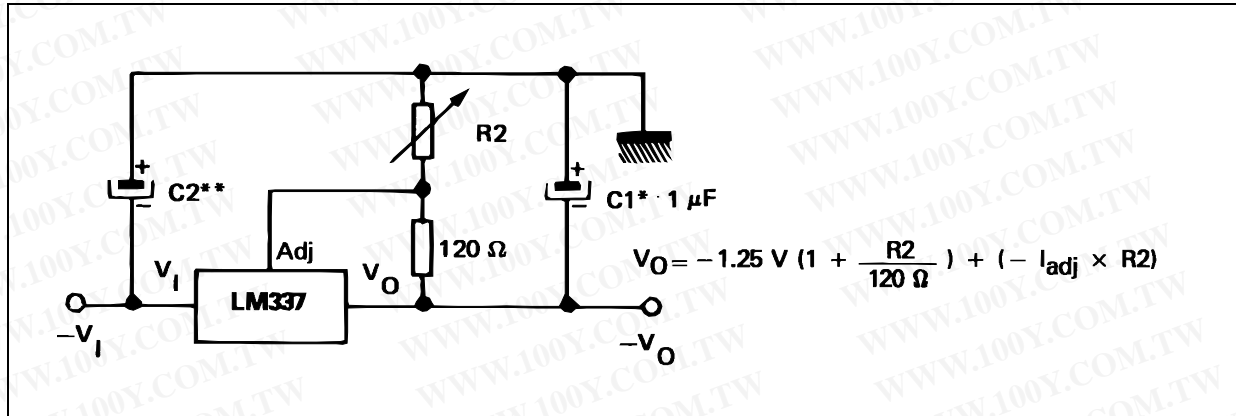 R2
C2**
C1* 1 μF
Adj
120 Ω
V_I
LM337
V_O
–V_I
–V_O
V_O = – 1.25 V (1 + R2 / 120 Ω ) + (– I_adj × R2)
WWW.100Y.COM.TW